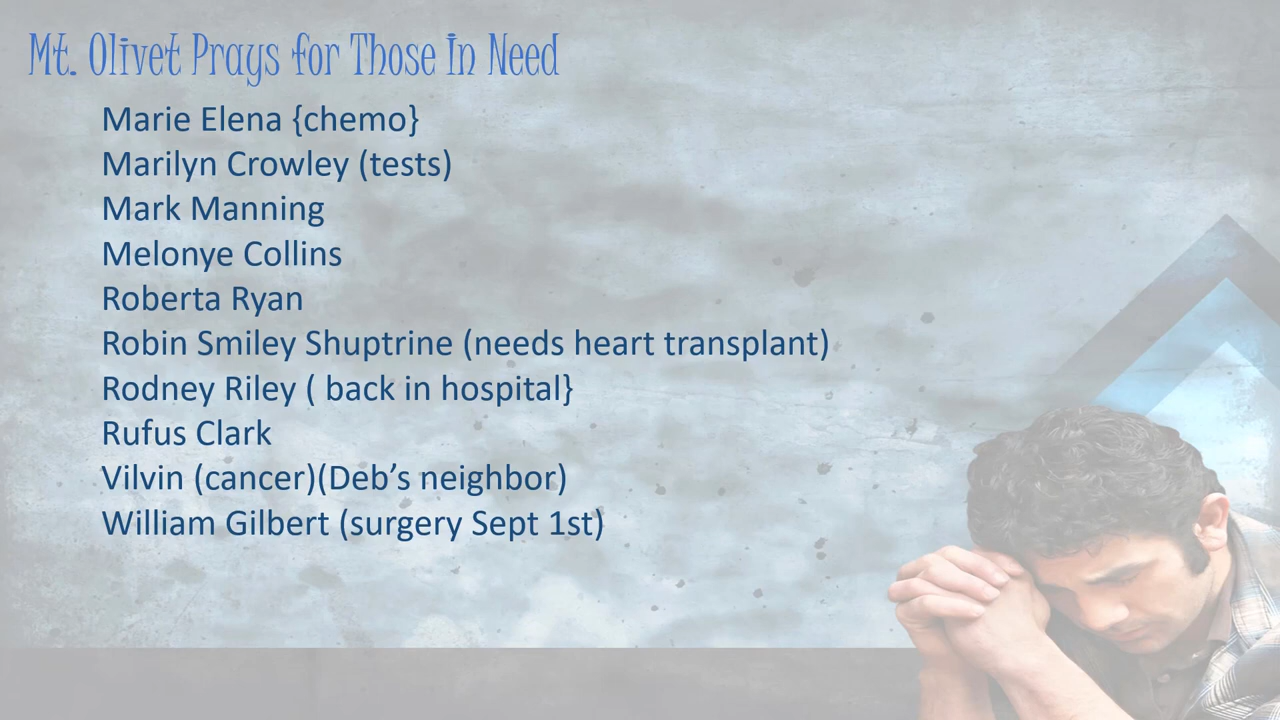 Mt. Olivet Prays for Those In Need
Marie Elena {chemo}
Marilyn Crowley (tests)
Mark Manning
Melonye Collins
Roberta Ryan
Robin Smiley Shuptrine (needs heart transplant)
Rodney Riley ( back in hospital}
Rufus Clark
Vilvin (cancer)(Deb’s neighbor)
William Gilbert (surgery Sept 1st)